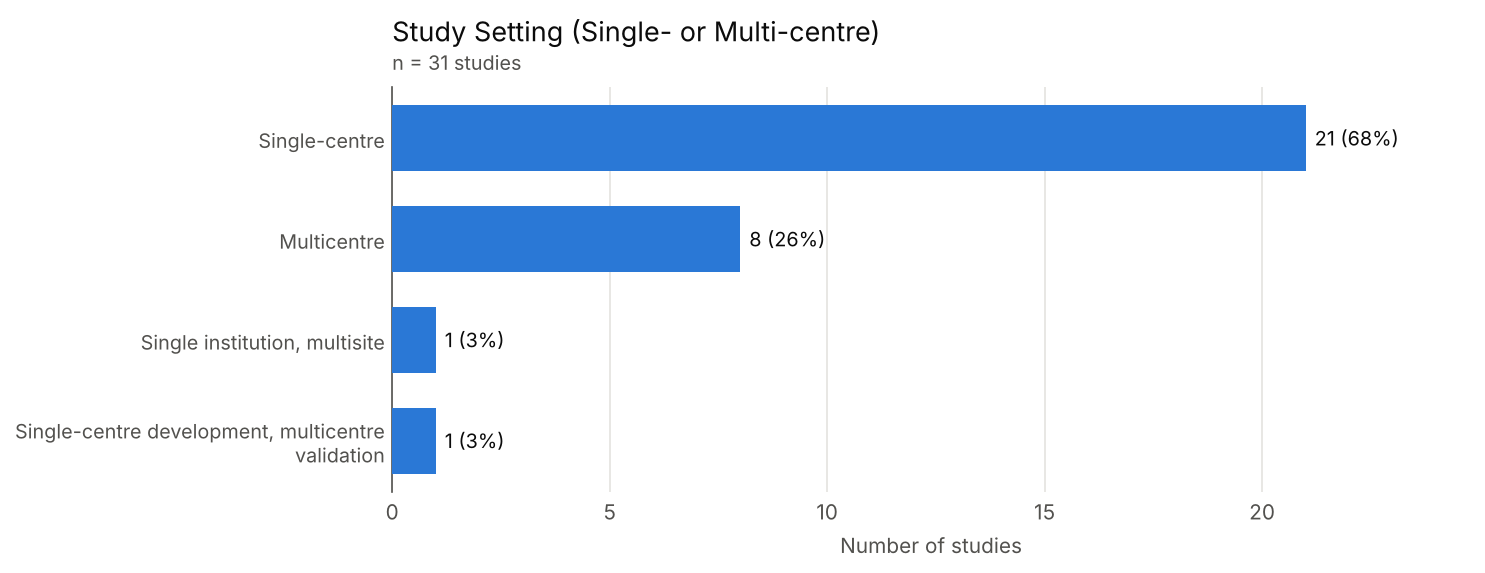 Study Setting (Single- or Multi-centre)
n = 31 studies
Single-centre
21 (68%)
Multicentre
8 (26%)
Single institution, multisite
1 (3%)
Single-centre development, multicentre
validation
1 (3%)
0 5 10 15 20
Number of studies